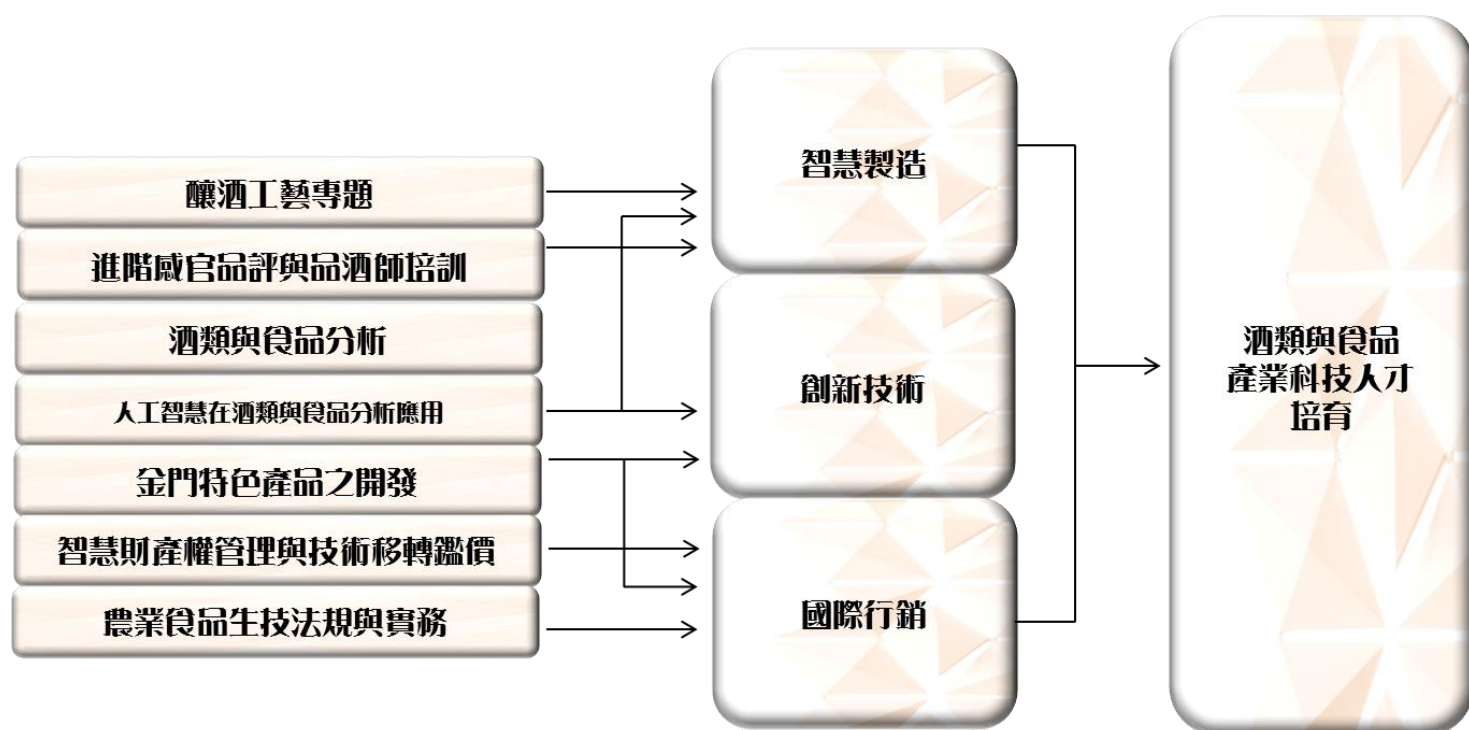 釀酒工藝專題
進階感官品評與品酒師培訓
酒類與食品分析
人工智慧在酒類與食品分析應用
金門特色產品之開發
智慧財產權管理與技術移轉鑑價
農業食品生技法規與實務
智慧製造
創新技術
國際行銷
酒類與食品
產業科技人才
培育